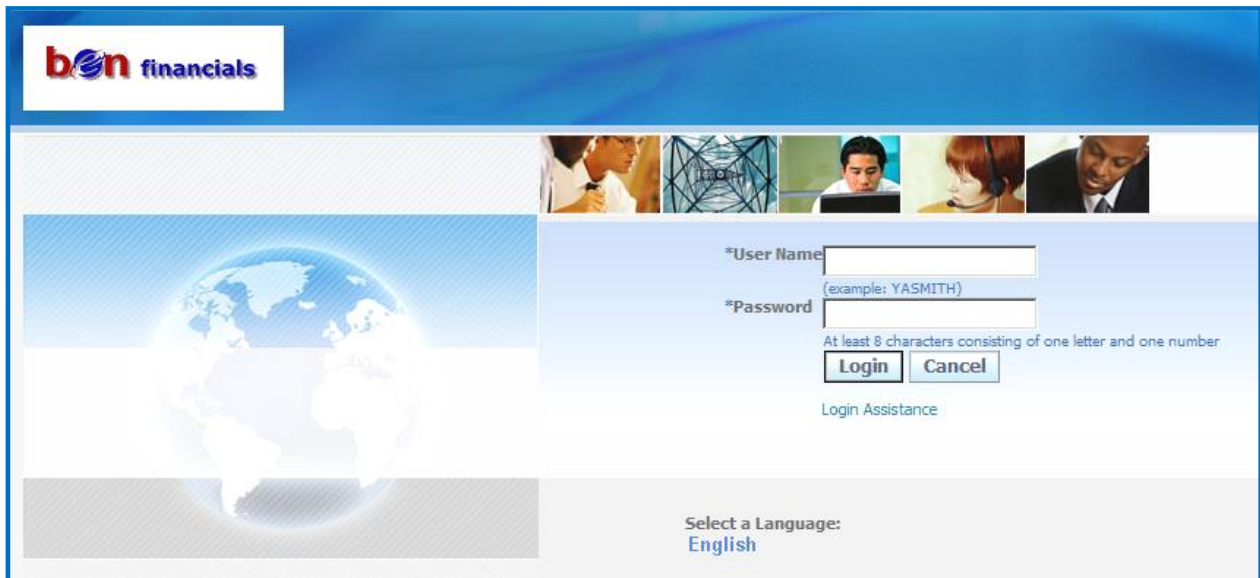 ben financials
*User Name
(example: YASMITH)
*Password
At least 8 characters consisting of one letter and one number
Login Cancel
Login Assistance
Select a Language:
English